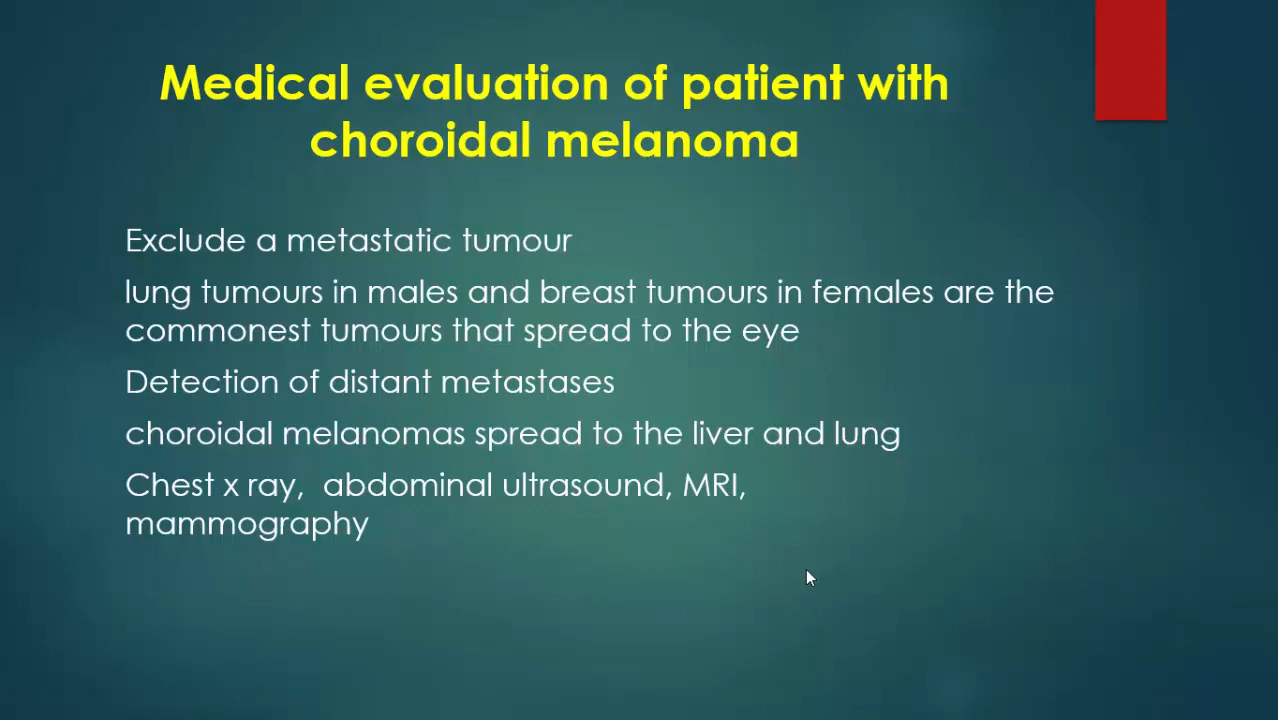 Medical evaluation of patient with
choroidal melanoma
Exclude a metastatic tumour
lung tumours in males and breast tumours in females are the
commonest tumours that spread to the eye
Detection of distant metastases
choroidal melanomas spread to the liver and lung
Chest x ray,  abdominal ultrasound, MRI,
mammography